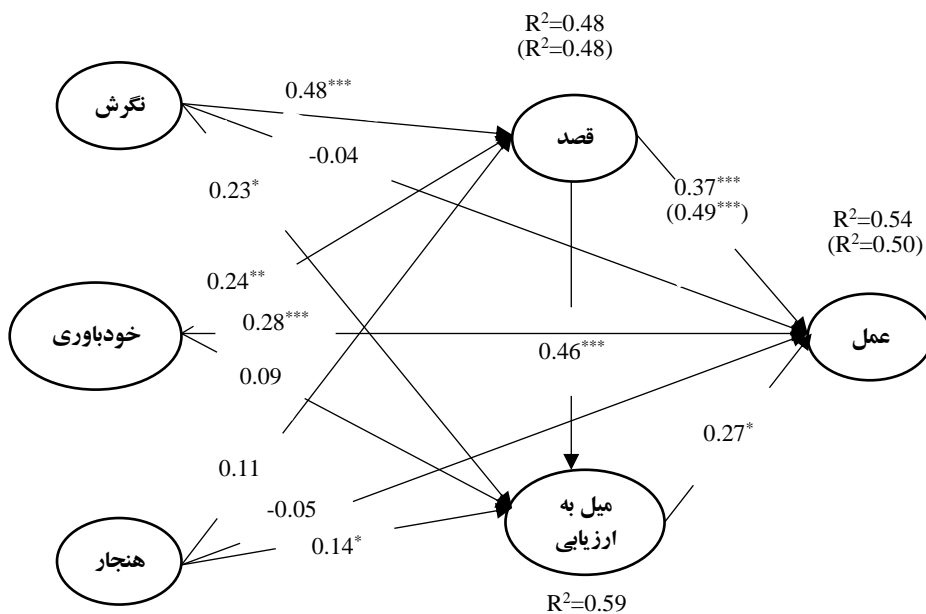 R²=0.48
(R²=0.48)
نگرش
0.48***
قصد
-0.04
0.23*
0.37***
(0.49***)
R²=0.54
(R²=0.50)
0.24**
0.28***
خودباوری
عمل
0.46***
0.09
0.27*
0.11
-0.05
میل به
ارزیابی
0.14*
هنجار
R²=0.59